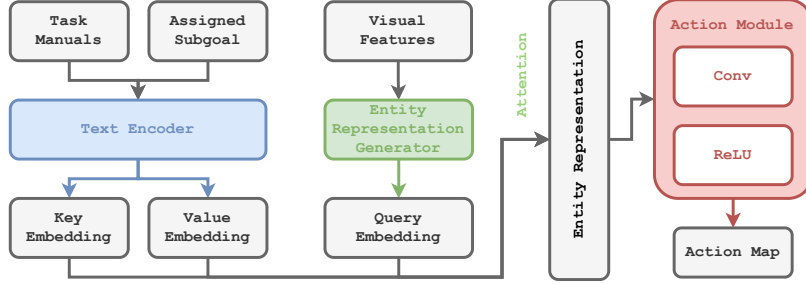 Task
Manuals
Assigned
Subgoal
Visual
Features
Text Encoder
Entity
Representation
Generator
Key
Embedding
Value
Embedding
Query
Embedding
Attention
Entity Representation
Action Module
Conv
ReLU
Action Map